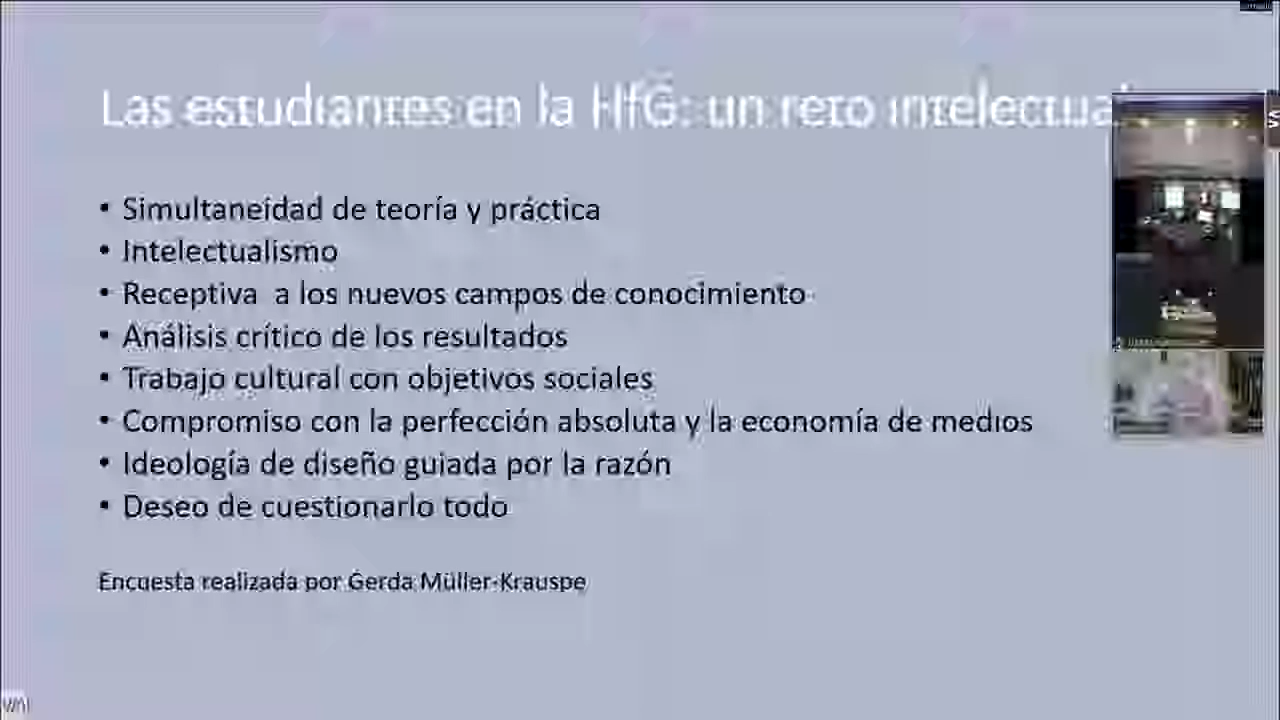 Las estudiantes en la HfG: un reto intelectual
• Simultaneidad de teoría y práctica
• Intelectualismo
• Receptiva a los nuevos campos de conocimiento
• Análisis crítico de los resultados
• Trabajo cultural con objetivos sociales
• Compromiso con la perfección absoluta y la economía de medios
• Ideología de diseño guiada por la razón
• Deseo de cuestionarlo todo
Encuesta realizada por Gerda Müller-Krauspe